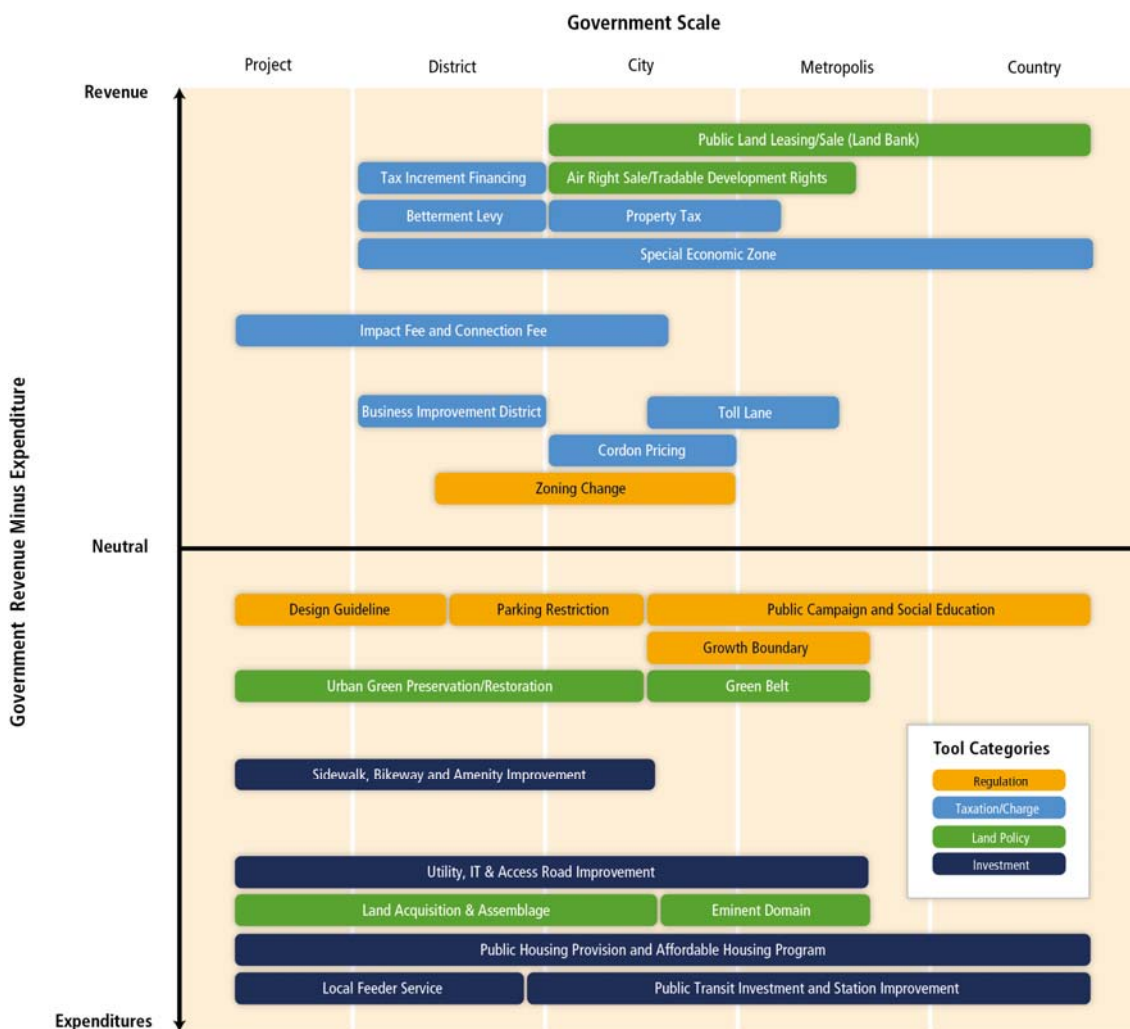 Government Scale
Project District City Metropolis Country
Revenue
Public Land Leasing/Sale (Land Bank)
Tax Increment Financing Air Right Sale/Tradable Development Rights
Betterment Levy Property Tax
Special Economic Zone
Impact Fee and Connection Fee
Business Improvement District Toll Lane
Cordon Pricing
Zoning Change
Government Revenue Minus Expenditure
Neutral
Design Guideline Parking Restriction Public Campaign and Social Education
Growth Boundary
Urban Green Preservation/Restoration Green Belt
Tool Categories
Regulation
Taxation/Charge
Land Policy
Investment
Sidewalk, Bikeway and Amenity Improvement
Utility, IT & Access Road Improvement
Land Acquisition & Assemblage Eminent Domain
Public Housing Provision and Affordable Housing Program
Local Feeder Service Public Transit Investment and Station Improvement
Expenditures